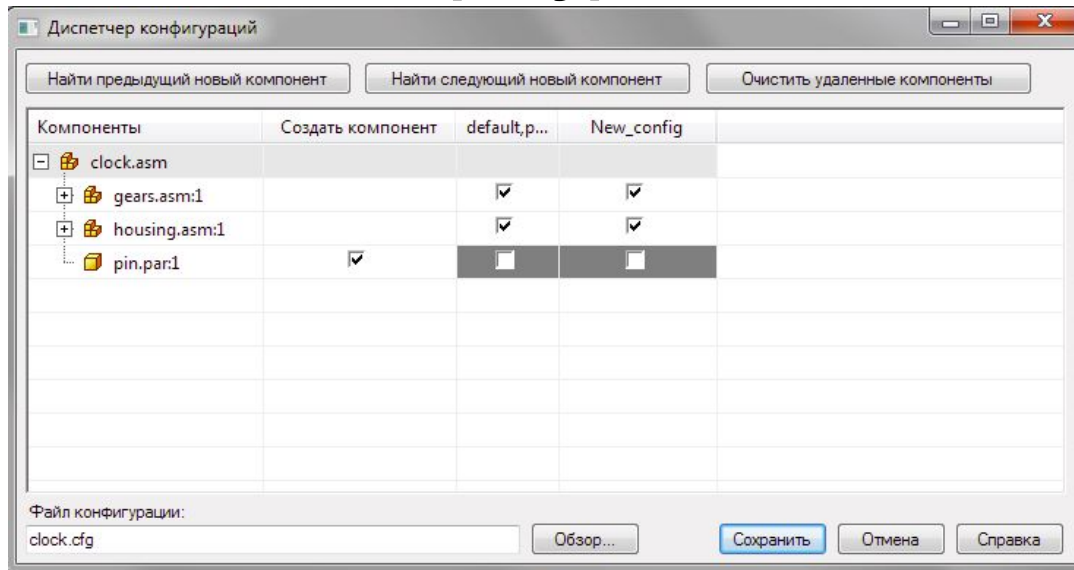 Диспетчер конфигураций
Найти предыдущий новый компонент Найти следующий новый компонент Очистить удаленные компоненты
Компоненты Создать компонент default,p... New_config
clock.asm
gears.asm:1
housing.asm:1
pin.par:1
Файл конфигурации:
clock.cfg Обзор... Сохранить Отмена Справка